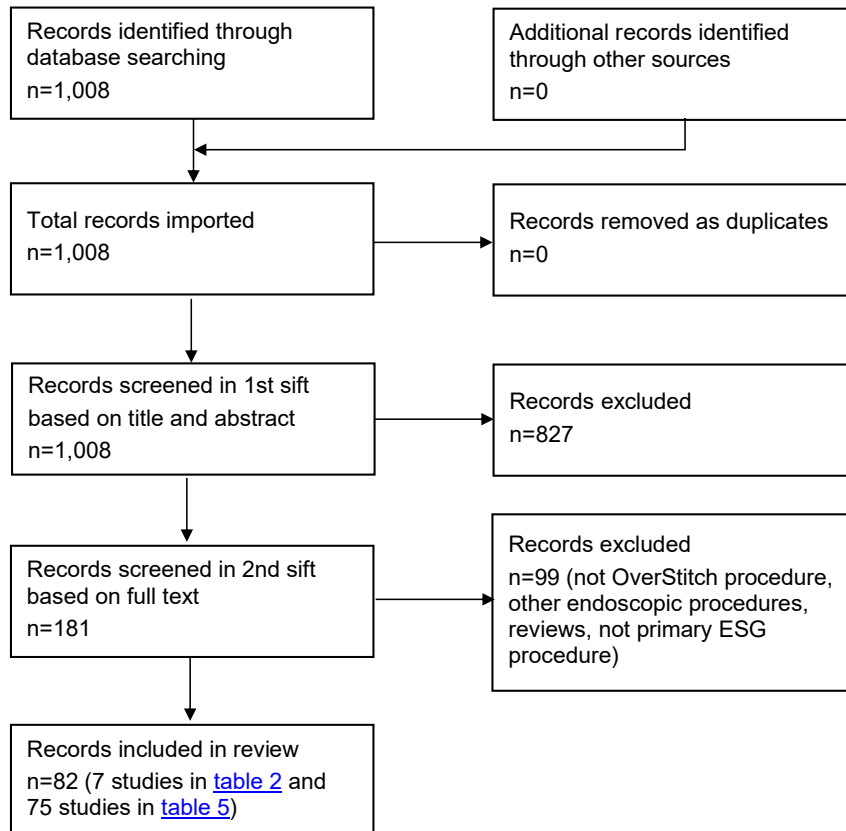 Records identified through
database searching
n=1,008
Additional records identified
through other sources
n=0
Total records imported
n=1,008
Records removed as duplicates
n=0
Records screened in 1st sift
based on title and abstract
n=1,008
Records excluded
n=827
Records screened in 2nd sift
based on full text
n=181
Records excluded
n=99 (not OverStitch procedure,
other endoscopic procedures,
reviews, not primary ESG
procedure)
Records included in review
n=82 (7 studies in table 2 and
75 studies in table 5)